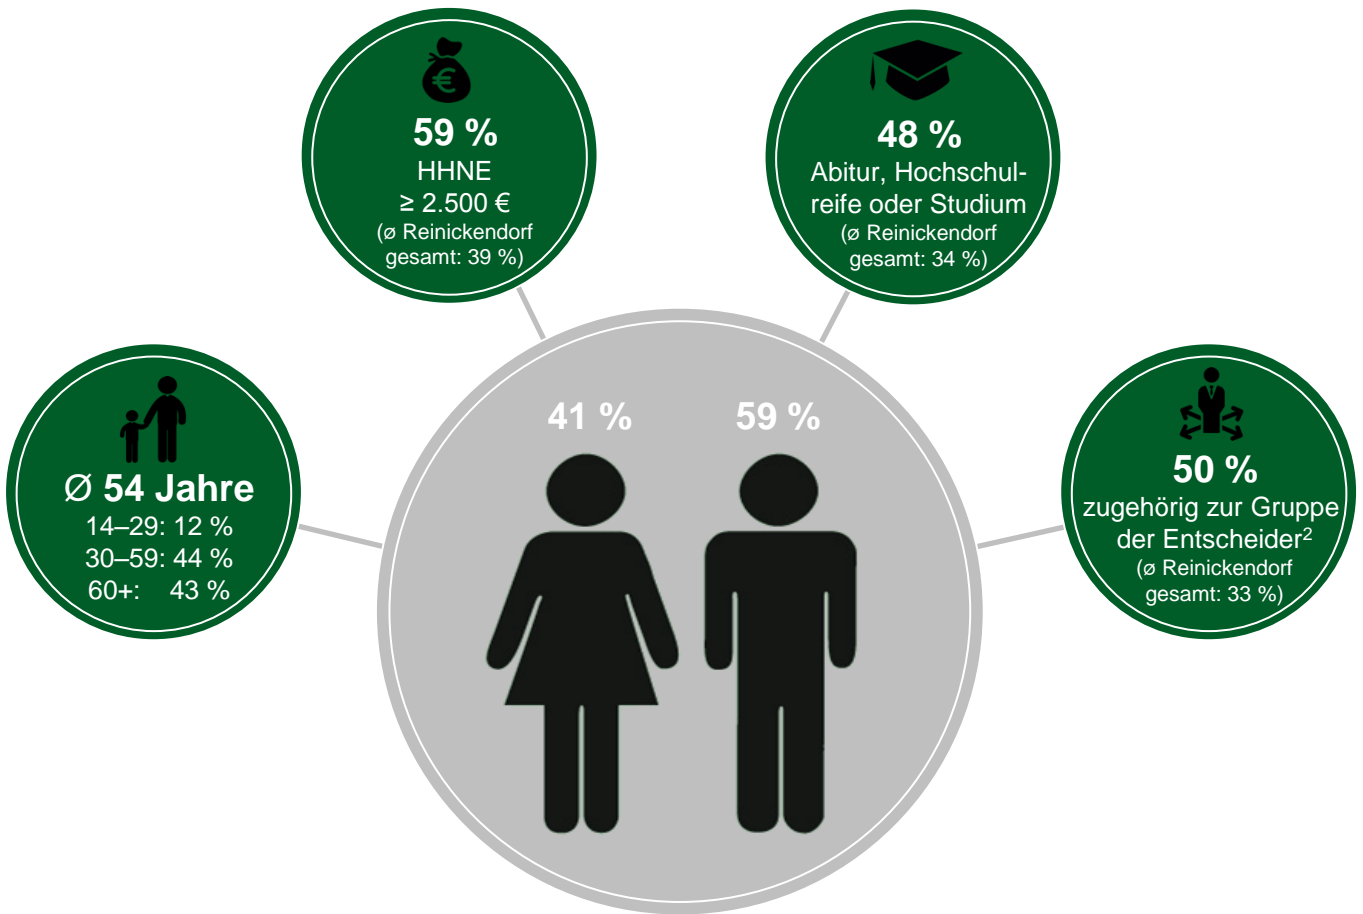 59 %
HHNE
≥ 2.500 €
(ø Reinickendorf
gesamt: 39 %)
48 %
Abitur, Hochschul-
reife oder Studium
(ø Reinickendorf
gesamt: 34 %)
Ø 54 Jahre
14–29: 12 %
30–59: 44 %
60+: 43 %
41 %
59 %
50 %
zugehörig zur Gruppe
der Entscheider²
(ø Reinickendorf
gesamt: 33 %)